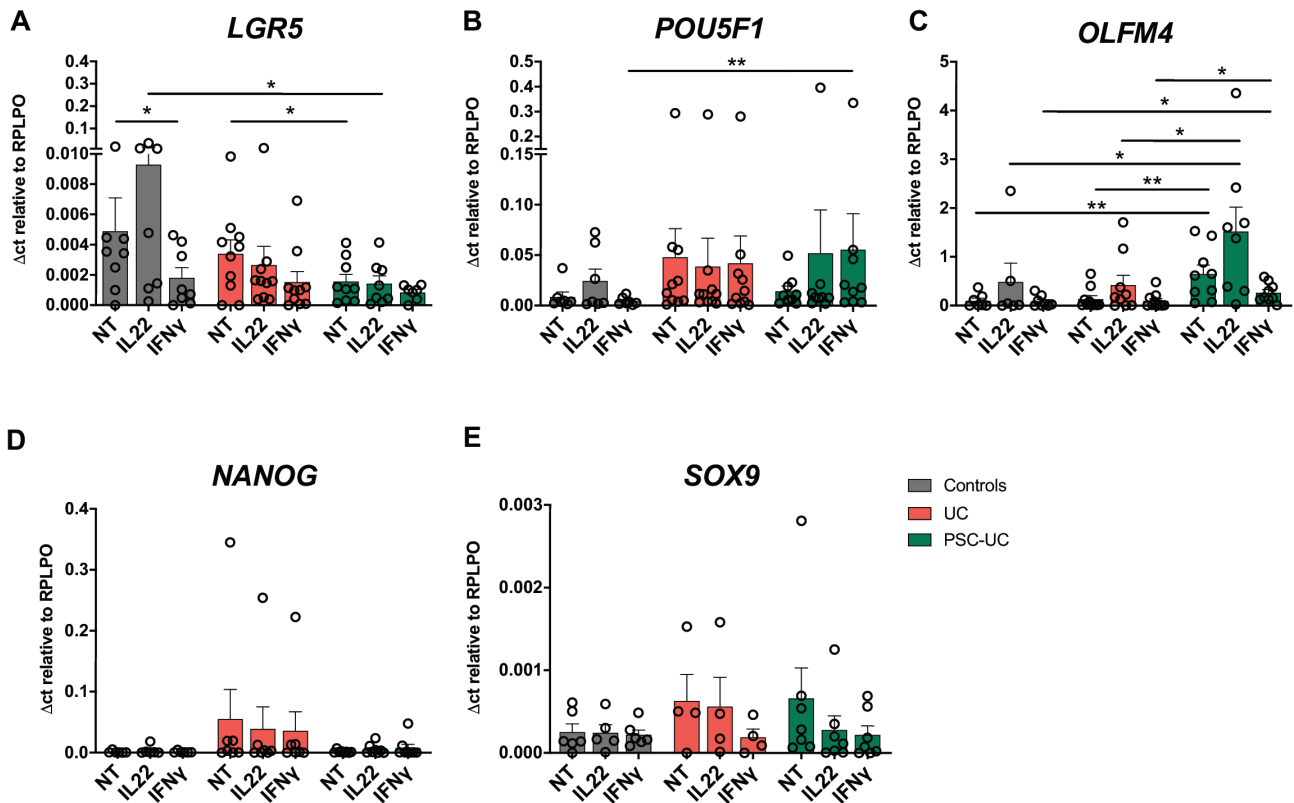 A
LGR5
Δct relative to RPLPO
0.4
0.3
0.2
0.1
0.010
0.008
0.006
0.004
0.002
0.000
*
*
*
NT
IL22
IFNγ
NT
IL22
IFNγ
NT
IL22
IFNγ
B
POU5F1
Δct relative to RPLPO
0.5
0.4
0.3
0.2
0.15
0.10
0.05
0.00
**
NT
IL22
IFNγ
NT
IL22
IFNγ
NT
IL22
IFNγ
C
OLFM4
Δct relative to RPLPO
5
4
3
2
1
0
*
*
*
*
**
**
NT
IL22
IFNγ
NT
IL22
IFNγ
NT
IL22
IFNγ
D
NANOG
Δct relative to RPLPO
0.4
0.3
0.2
0.1
0.0
NT
IL22
IFNγ
NT
IL22
IFNγ
NT
IL22
IFNγ
E
SOX9
Δct relative to RPLPO
0.003
0.002
0.001
0.000
NT
IL22
IFNγ
NT
IL22
IFNγ
NT
IL22
IFNγ
Controls
UC
PSC-UC